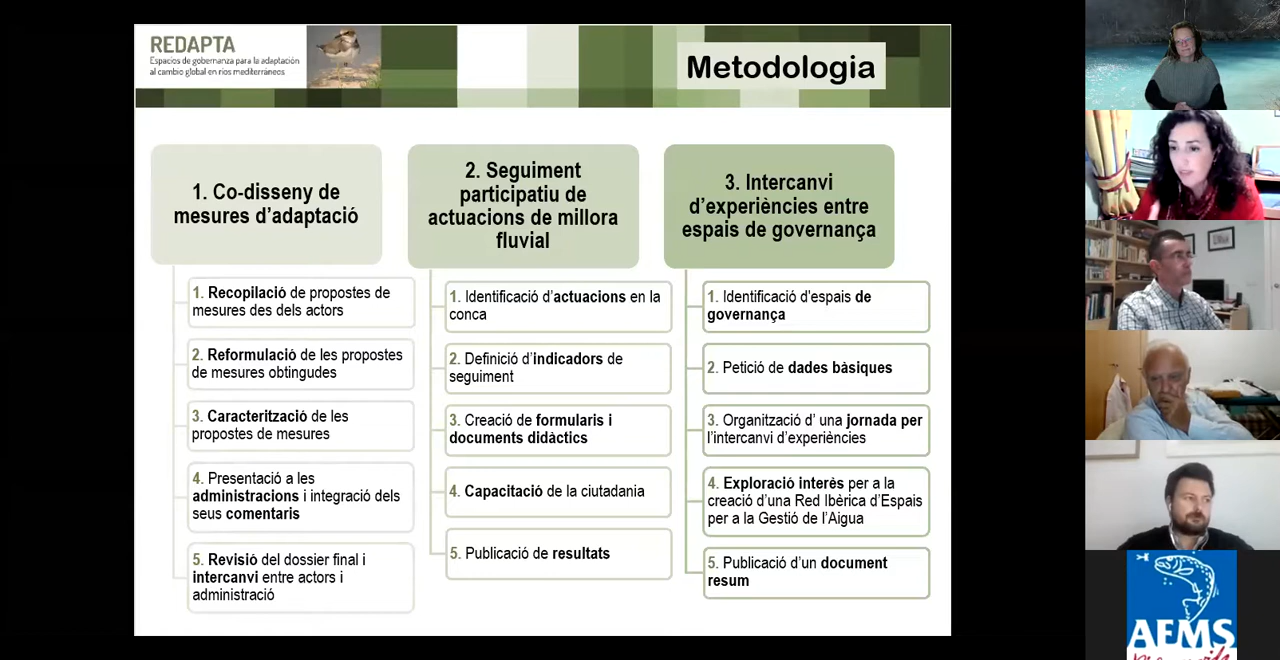 REDAPTA
Espacios de gobernanza para la adaptación
al cambio global en ríos mediterráneos
Metodologia
1. Co-disseny de
mesures d’adaptació
1. Recopilació de propostes de
mesures des dels actors
2. Reformulació de les propostes
de mesures obtingudes
3. Caracterització de les
propostes de mesures
4. Presentació a les
administracions i integració dels
seus comentaris
5. Revisió del dossier final i
intercanvi entre actors i
administració
2. Seguiment
participatiu de
actuacions de millora
fluvial
1. Identificació d’actuacions en la
conca
2. Definició d’indicadors de
seguiment
3. Creació de formularis i
documents didàctics
4. Capacitació de la ciutadania
5. Publicació de resultats
3. Intercanvi
d’experiències entre
espais de governança
1. Identificació d'espais de
governança
2. Petició de dades bàsiques
3. Organització d’ una jornada per
l’intercanvi d’experiències
4. Exploració interès per a la
creació d’una Red Ibèrica d’Espais
per a la Gestió de l’Aigua
5. Publicació d’un document
resum
AEMS